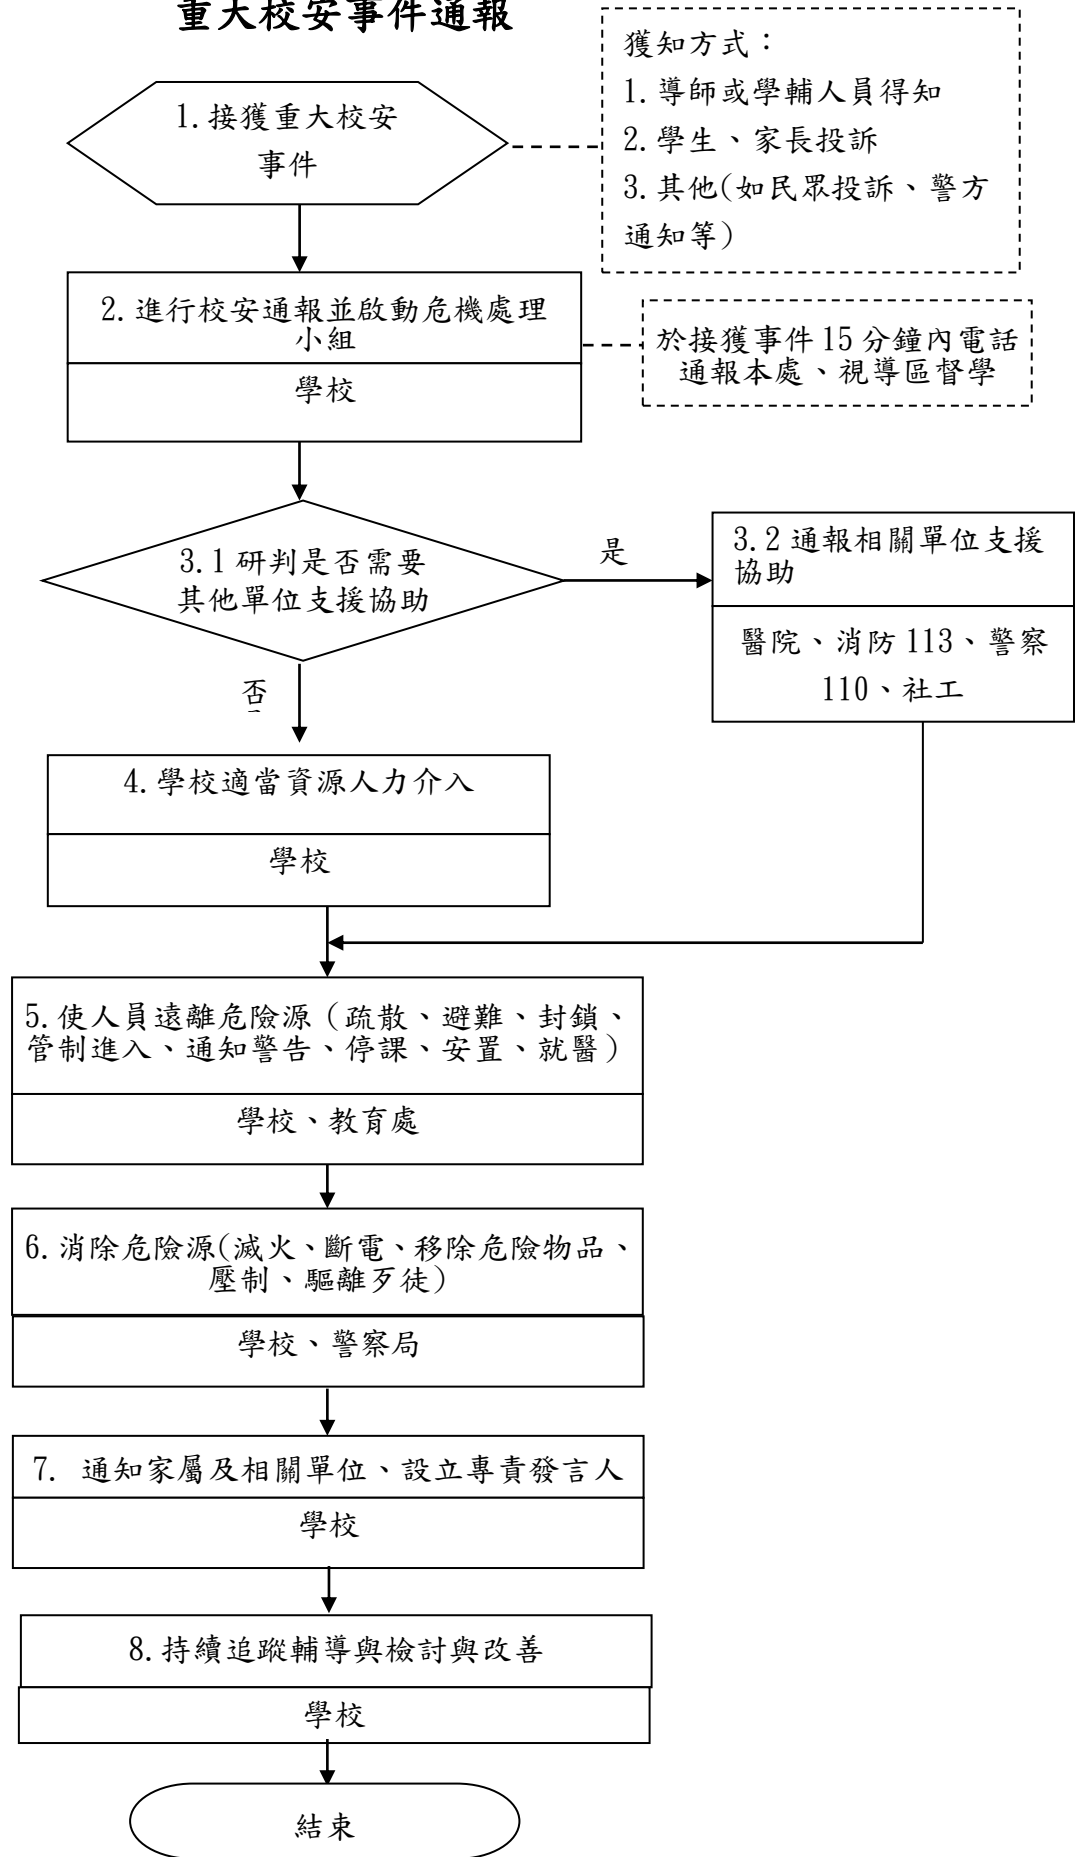 重大校安事件通報
獲知方式：
1.導師或學輔人員得知
2.學生、家長投訴
3.其他(如民眾投訴、警方
通知等)
1.接獲重大校安
事件
2.進行校安通報並啟動危機處理
小組
學校
於接獲事件 15 分鐘內電話
通報本處、視導區督學
3.1 研判是否需要
其他單位支援協助
是
3.2 通報相關單位支援
協助
醫院、消防 113、警察
110、社工
否
4.學校適當資源人力介入
學校
5.使人員遠離危險源（疏散、避難、封鎖、
管制進入、通知警告、停課、安置、就醫）
學校、教育處
6.消除危險源(滅火、斷電、移除危險物品、
壓制、驅離歹徒)
學校、警察局
7. 通知家屬及相關單位、設立專責發言人
學校
8.持續追蹤輔導與檢討與改善
學校
結束